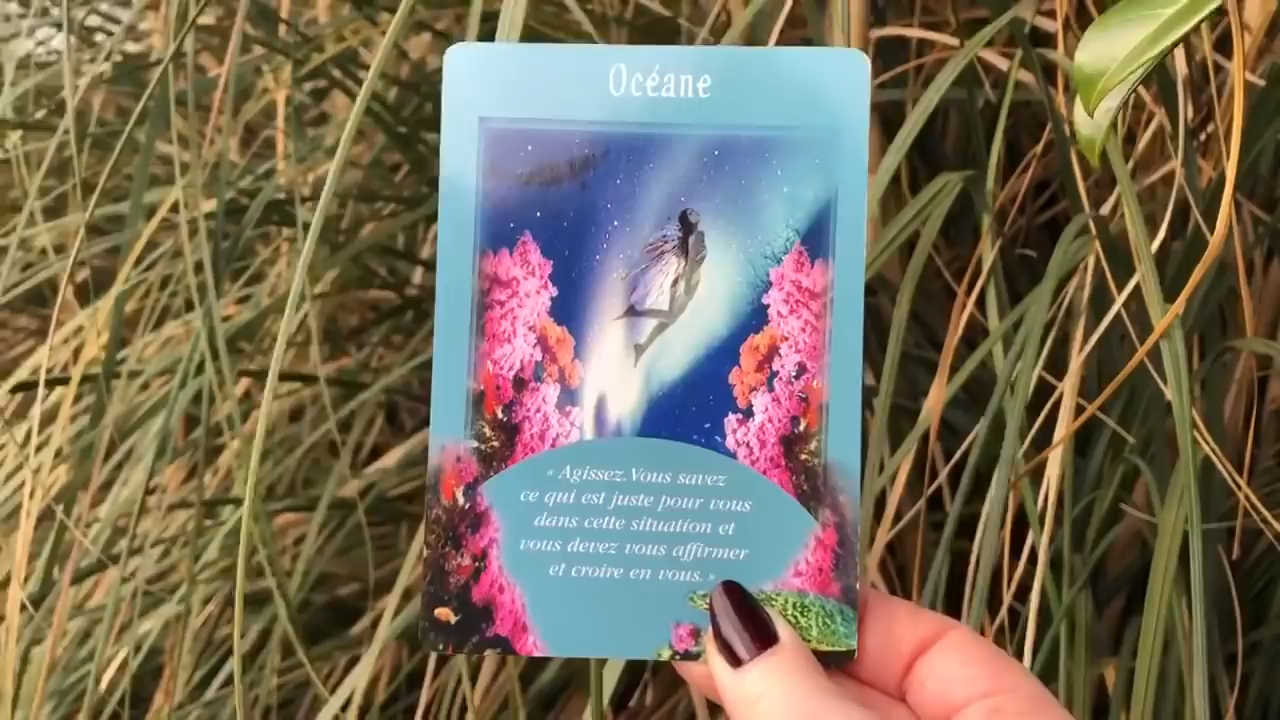 Océane
« Agissez. Vous savez
ce qui est juste pour vous
dans cette situation et
vous devez vous affirmer
et croire en vous. »